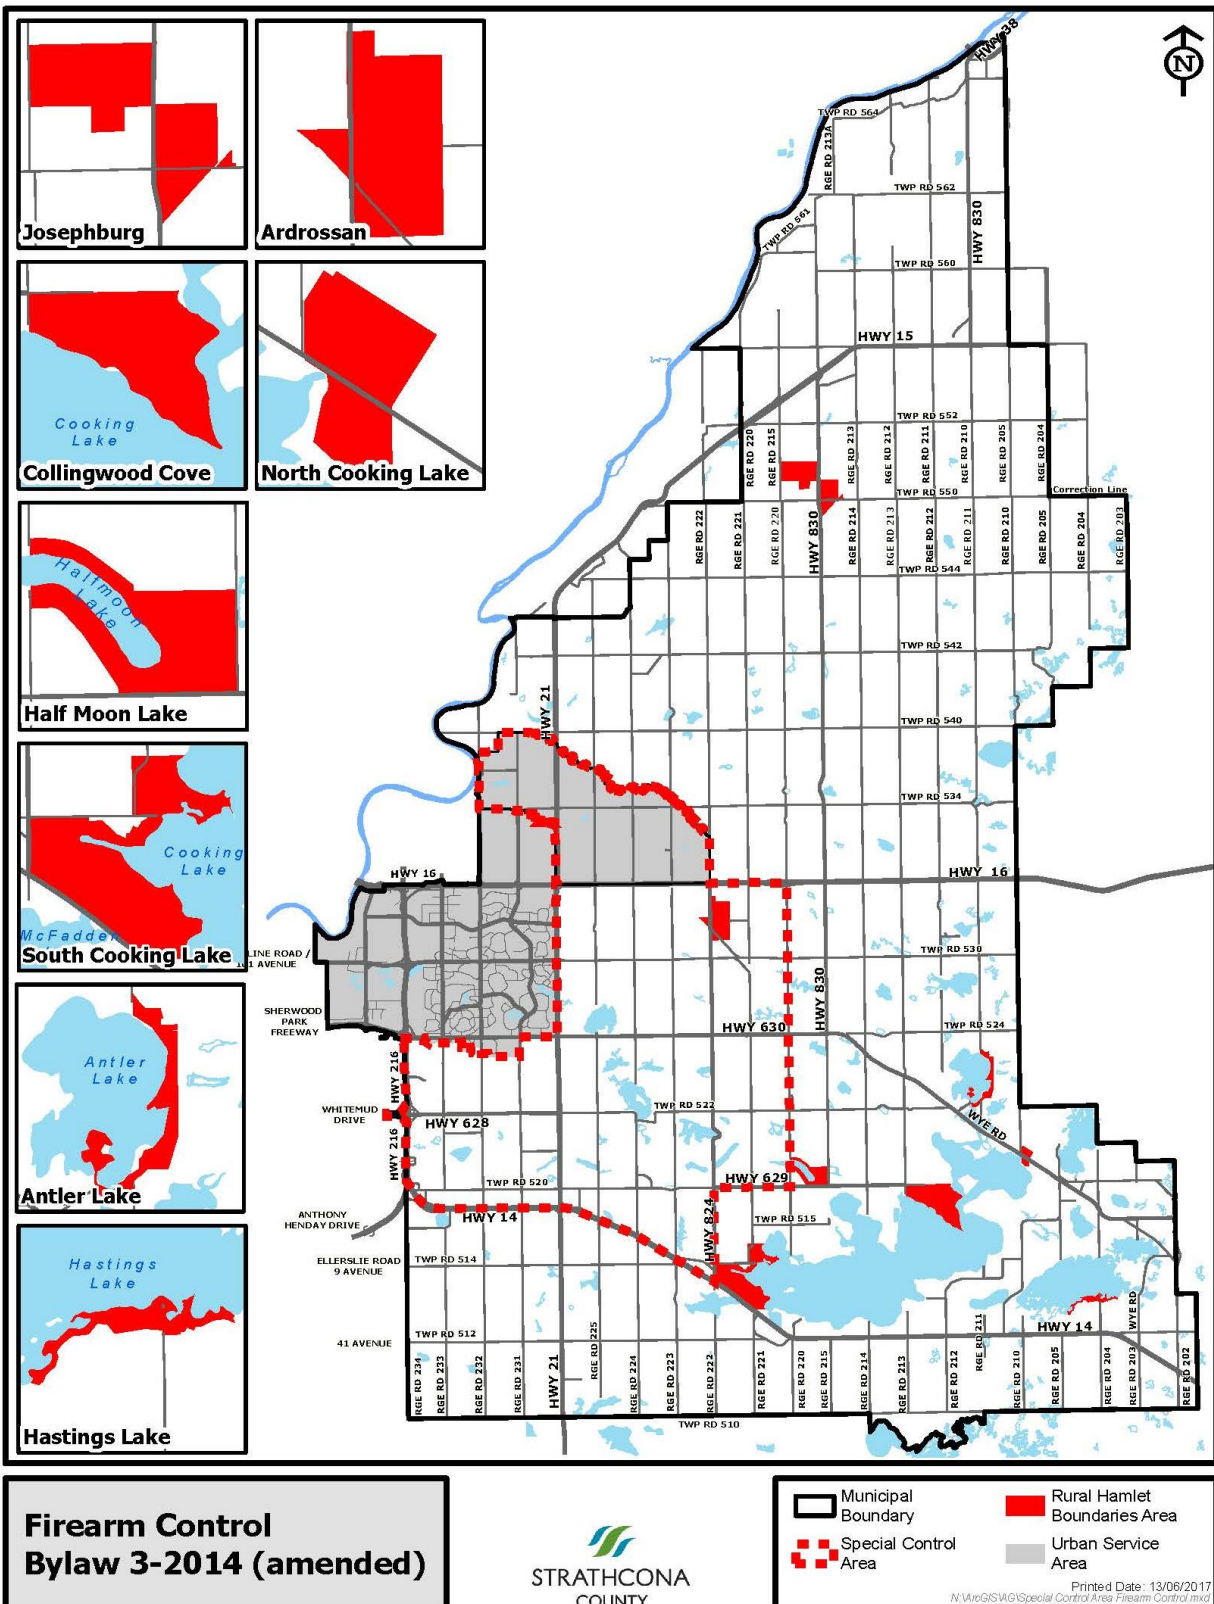 Josephburg
Ardrossan
Cooking
Lake
Collingwood Cove
North Cooking Lake
Halfmoon
Lake
Half Moon Lake
Cooking
Lake
South Cooking Lake
Antler
Lake
Antler Lake
Hastings
Lake
Hastings Lake
N
HWY 38
TWP RD 564
RGE RD 213A
TWP RD 562
TWP RD 561
HWY 830
TWP RD 560
HWY 15
TWP RD 552
RGE RD 220
RGE RD 215
RGE RD 213
RGE RD 212
RGE RD 211
RGE RD 210
RGE RD 205
RGE RD 204
TWP RD 550
Correction Line
RGE RD 222
RGE RD 221
RGE RD 220
HWY 830
RGE RD 214
RGE RD 213
RGE RD 212
RGE RD 211
RGE RD 210
RGE RD 205
RGE RD 204
RGE RD 203
TWP RD 544
TWP RD 542
HWY 21
TWP RD 540
TWP RD 534
HWY 16
HWY 16
LINE ROAD /
AVENUE
TWP RD 530
HWY 830
SHERWOOD
PARK
FREEWAY
HWY 630
TWP RD 524
HWY 216
WHITEMUD
DRIVE
HWY 628
TWP RD 522
WYE RD
HWY 216
TWP RD 520
HWY 629
ANTHONY
HENDAY DRIVE
HWY 14
HWY 824
TWP RD 515
ELLERSLIE ROAD
9 AVENUE
TWP RD 514
41 AVENUE
TWP RD 512
HWY 14
WYE RD
RGE RD 234
RGE RD 233
RGE RD 232
RGE RD 231
HWY 21
RGE RD 225
RGE RD 224
RGE RD 223
RGE RD 222
RGE RD 221
RGE RD 220
RGE RD 215
RGE RD 214
RGE RD 213
RGE RD 212
RGE RD 211
RGE RD 210
RGE RD 205
RGE RD 204
RGE RD 203
RGE RD 202
TWP RD 510
Firearm Control
Bylaw 3-2014 (amended)
STRATHCONA
COUNTY
Municipal
Boundary
Special Control
Area
Rural Hamlet
Boundaries Area
Urban Service
Area
Printed Date: 13/06/2017
N:\ArcGIS\AG\Special Control Area Firearm Control.mxd